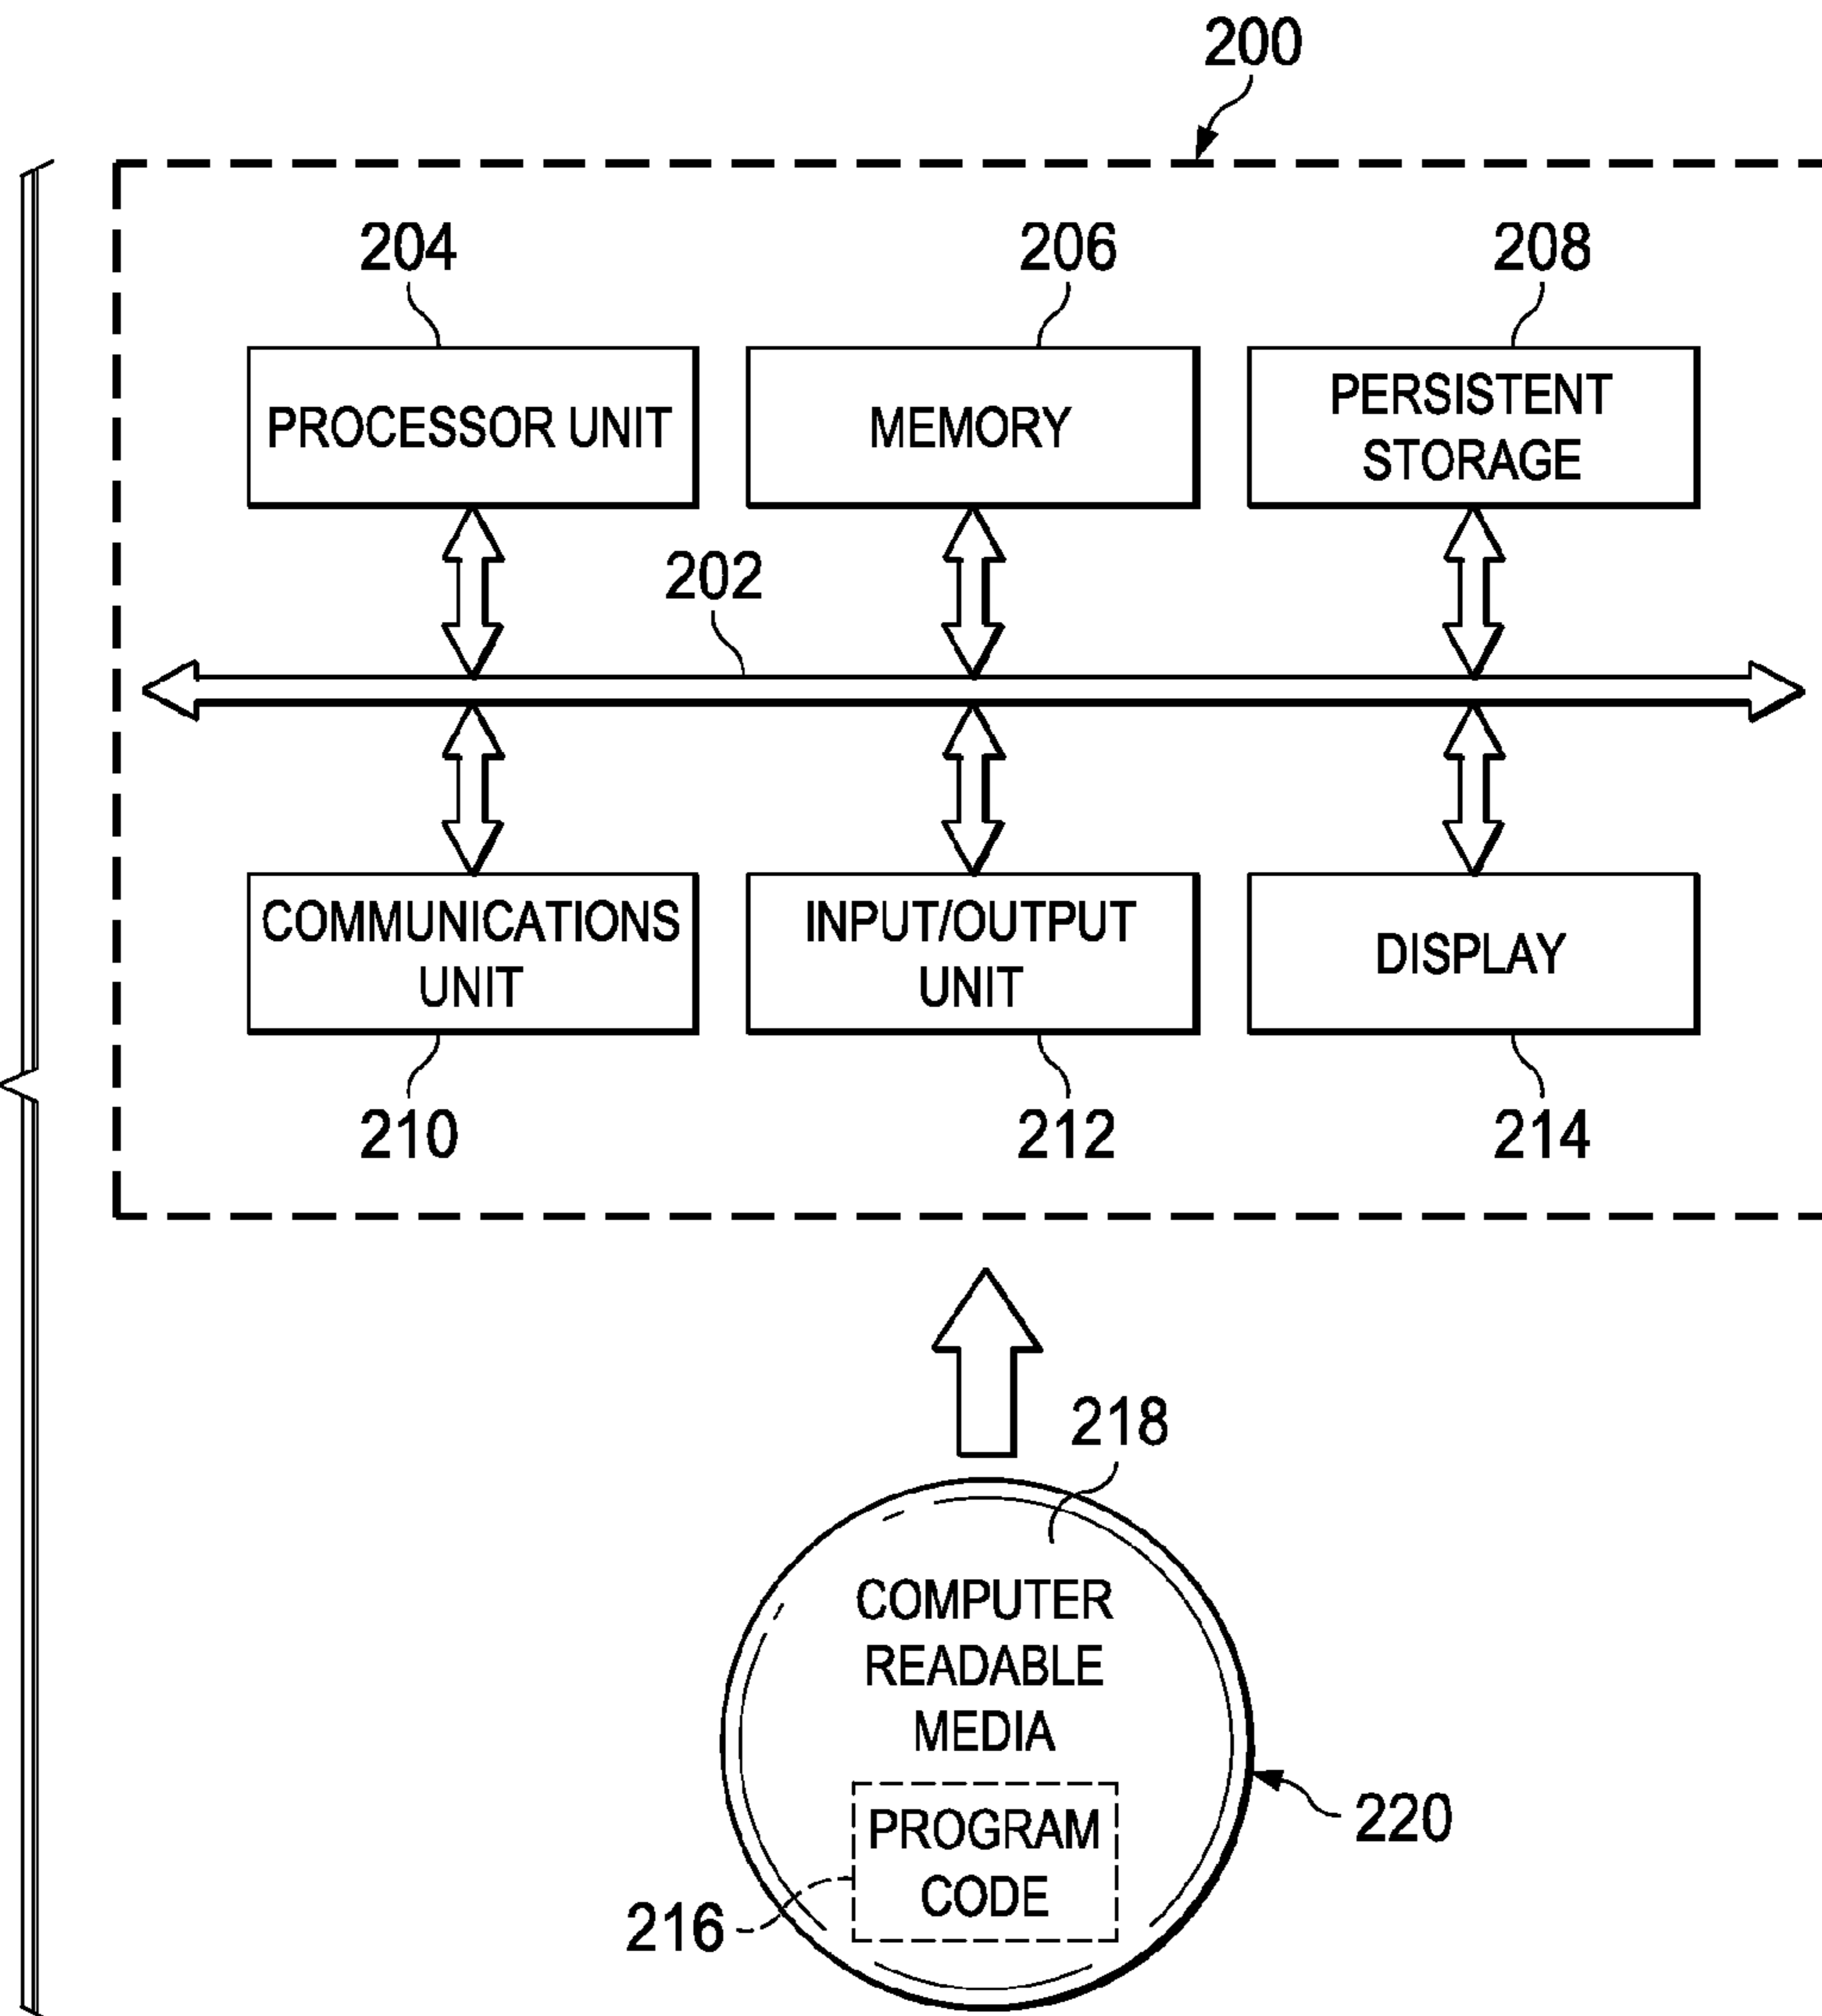 200
204
206
208
PROCESSOR UNIT
MEMORY
PERSISTENT
STORAGE
202
COMMUNICATIONS
UNIT
INPUT/OUTPUT
UNIT
DISPLAY
210
212
214
218
COMPUTER
READABLE
MEDIA
PROGRAM
CODE
220
216